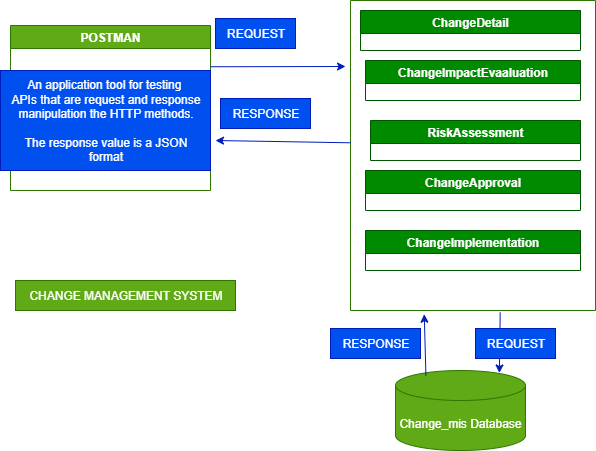 POSTMAN
REQUEST
An application tool for testing
APIs that are request and response
manipulation the HTTP methods.
The response value is a JSON
format
RESPONSE
ChangeDetail
ChangeImpactEvaaluation
RiskAssessment
ChangeApproval
ChangeImplementation
CHANGE MANAGEMENT SYSTEM
RESPONSE
REQUEST
Change_mis Database